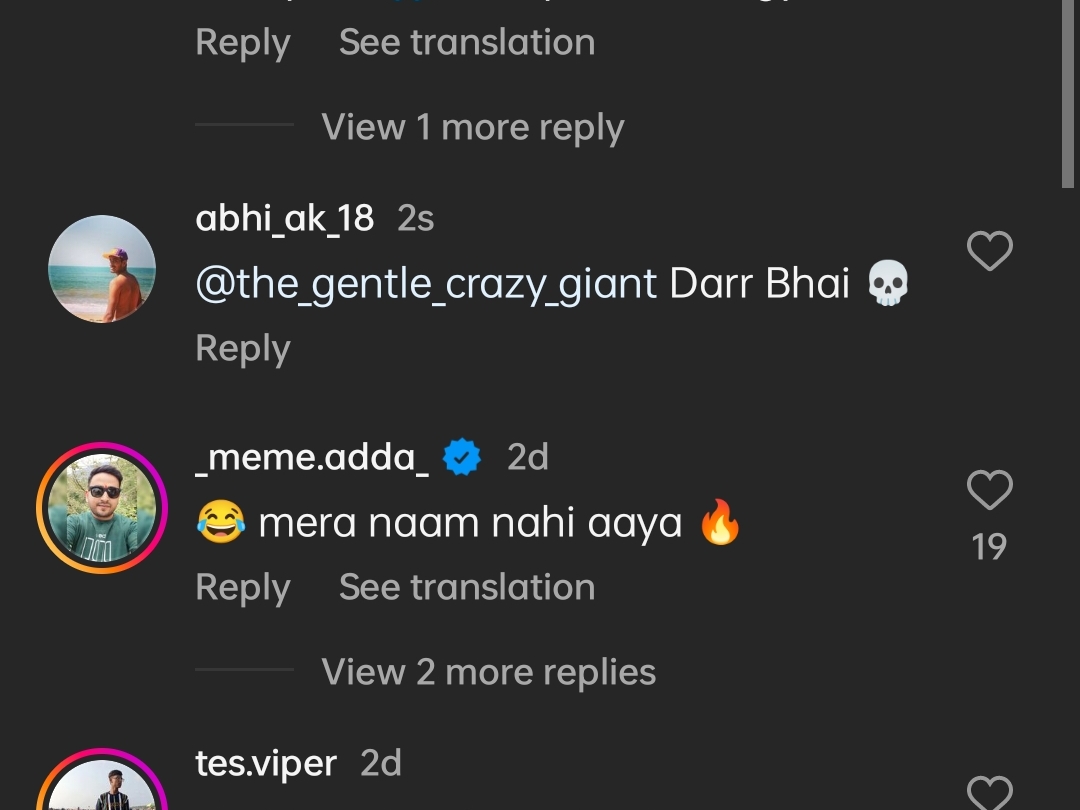 Reply See translation
View 1 more reply
abhi_ak_18 2s
@the_gentle_crazy_giant Darr Bhai 💀
Reply
_meme.adda_ 2d
😂 mera naam nahi aaya 🔥
19
Reply See translation
View 2 more replies
tes.viper 2d